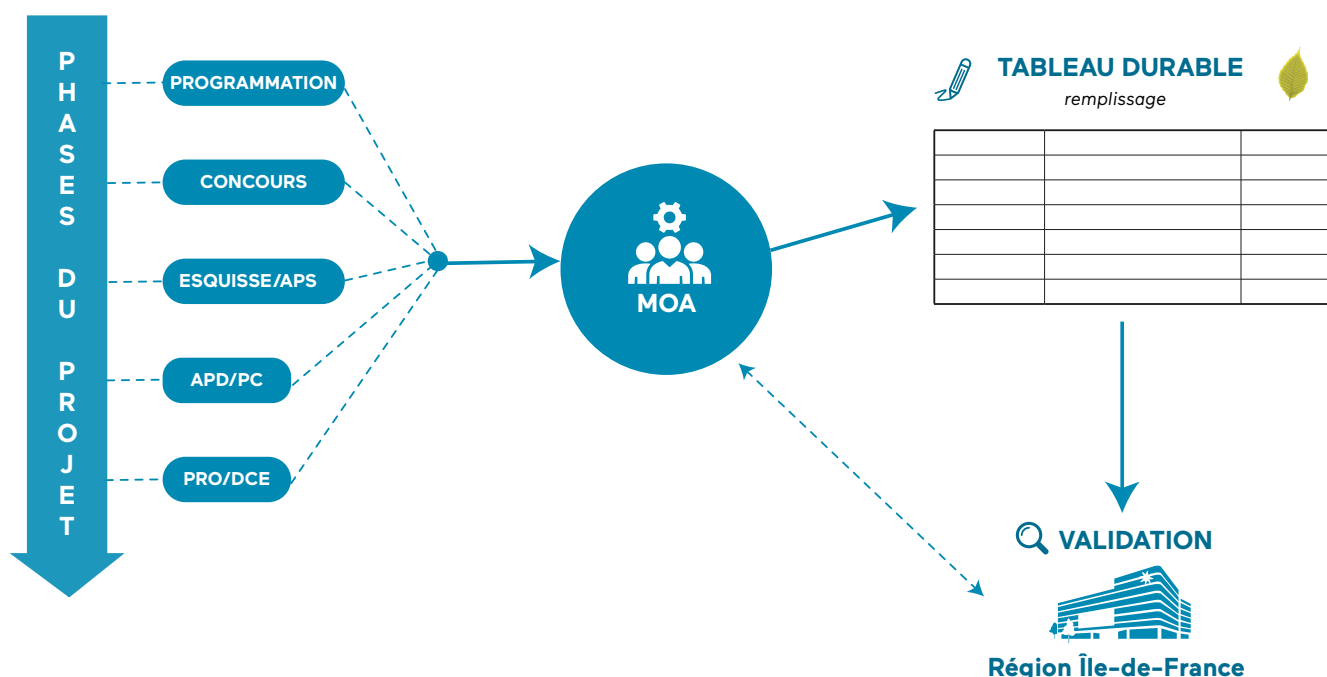 PHASES DU PROJET
PROGRAMMATION
CONCOURS
ESQUISSE/APS
APD/PC
PRO/DCE
MOA
TABLEAU DURABLE
remplissage
VALIDATION
Région Île-de-France